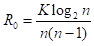 R₀ = K log₂ n / n(n−1)